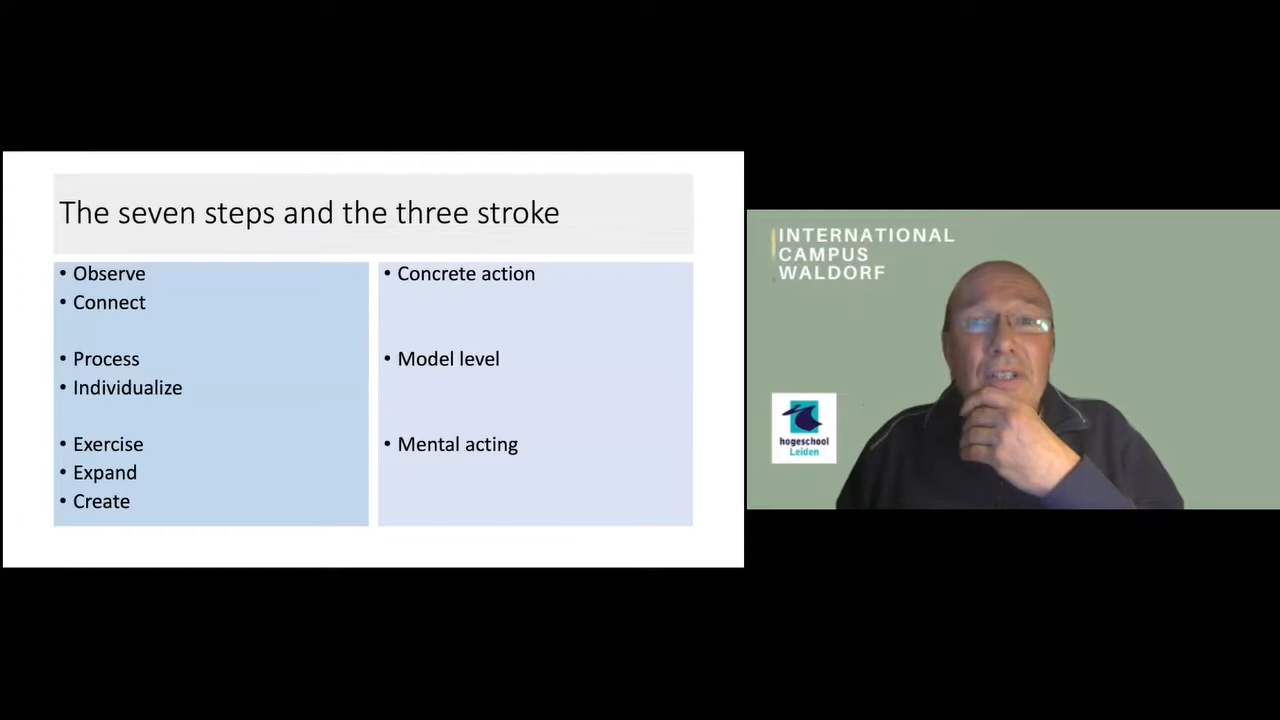 The seven steps and the three stroke
• Observe
• Connect
• Process
• Individualize
• Exercise
• Expand
• Create
• Concrete action
• Model level
• Mental acting
INTERNATIONAL
CAMPUS
WALDORF
hogeschool
Leiden